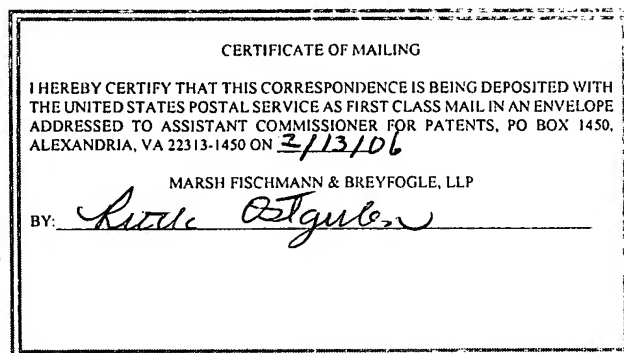 CERTIFICATE OF MAILING
I HEREBY CERTIFY THAT THIS CORRESPONDENCE IS BEING DEPOSITED WITH
THE UNITED STATES POSTAL SERVICE AS FIRST CLASS MAIL IN AN ENVELOPE
ADDRESSED TO ASSISTANT COMMISSIONER FOR PATENTS, PO BOX 1450,
ALEXANDRIA, VA 22313-1450 ON 2/13/06
MARSH FISCHMANN & BREYFOGLE, LLP
BY: